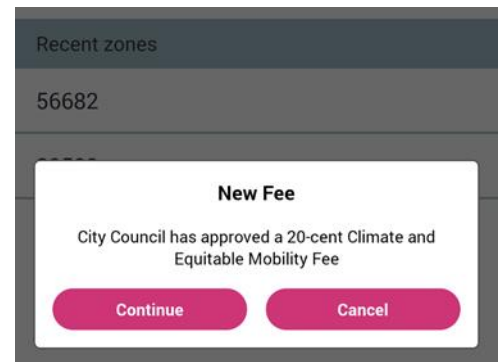 Recent zones
56682
New Fee
City Council has approved a 20-cent Climate and
Equitable Mobility Fee
Continue
Cancel